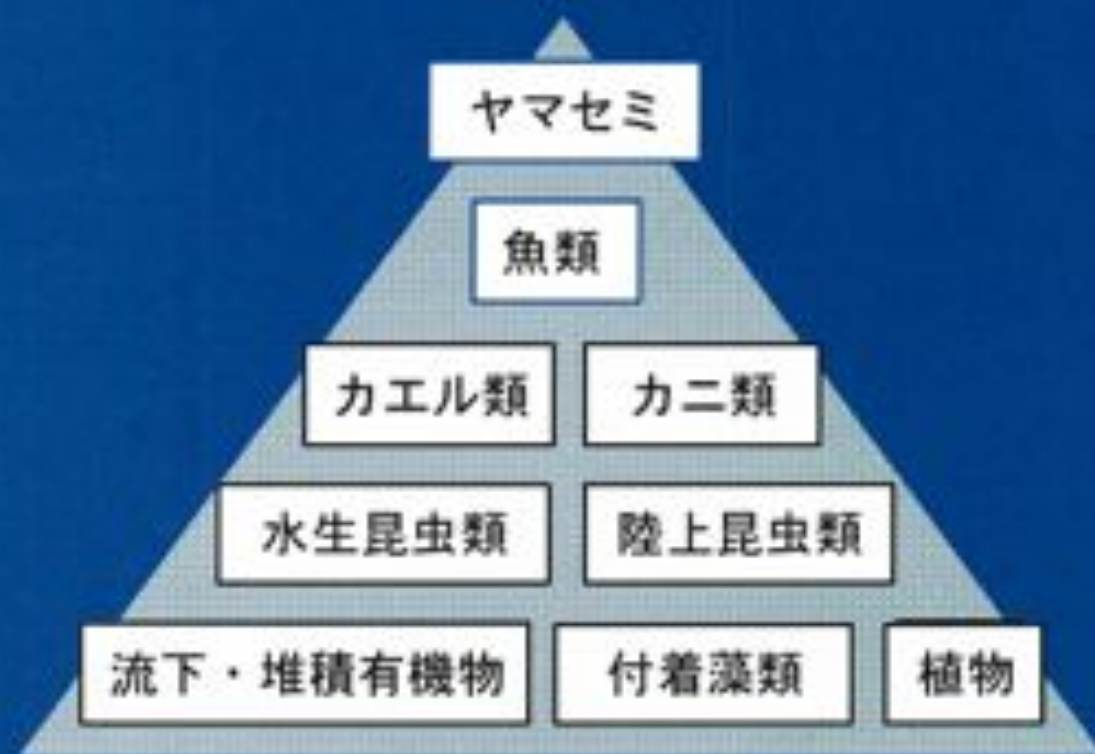 ヤマセミ
魚類
カエル類 カニ類
水生昆虫類 陸上昆虫類
流下・堆積有機物 付着藻類 植物